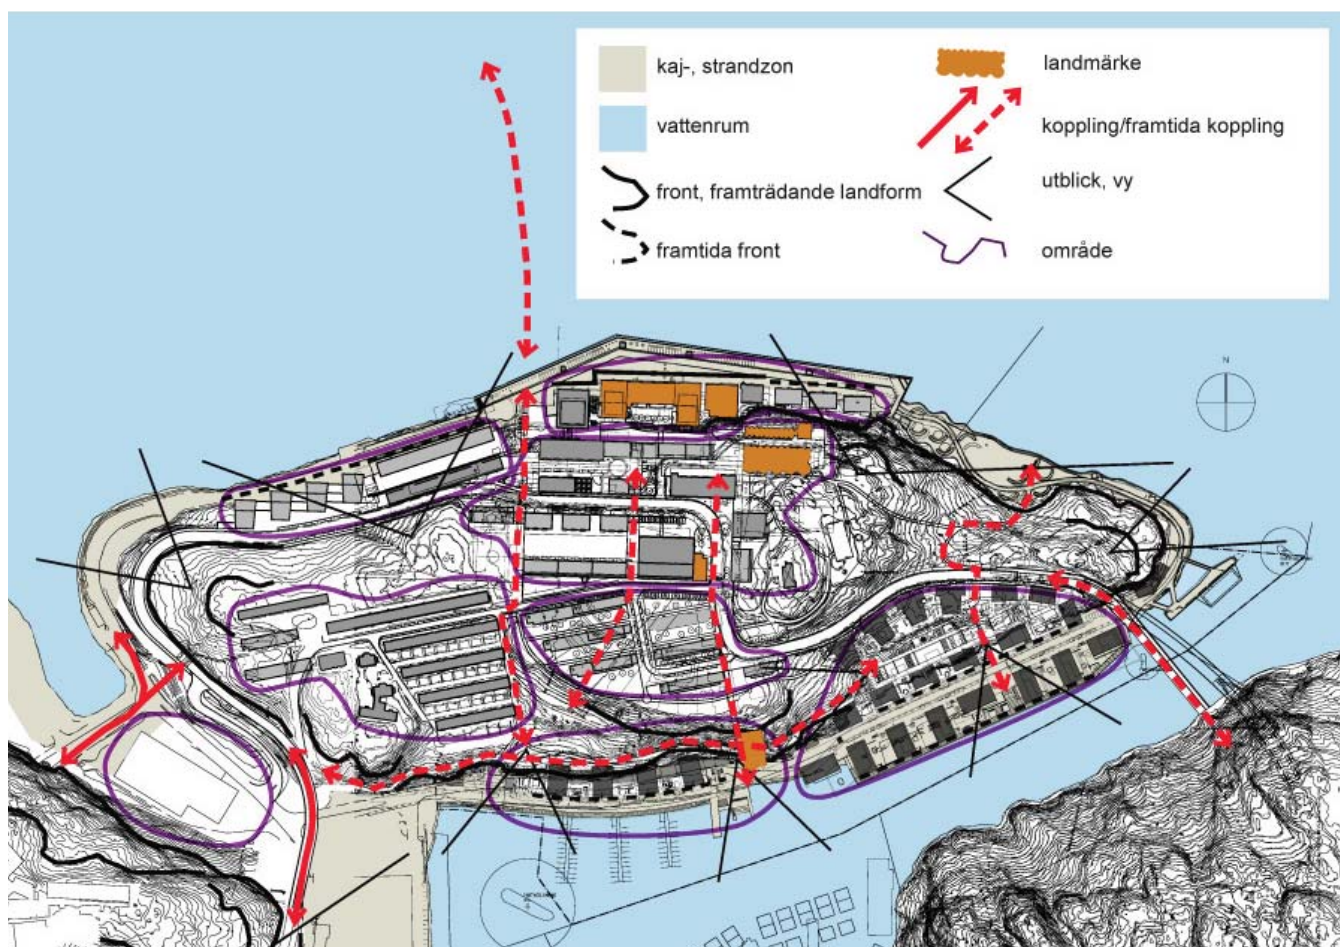 kaj-, strandzon
vattenrum
front, framträdande landform
framtida front
landmärke
koppling/framtida koppling
utblick, vy
område
N